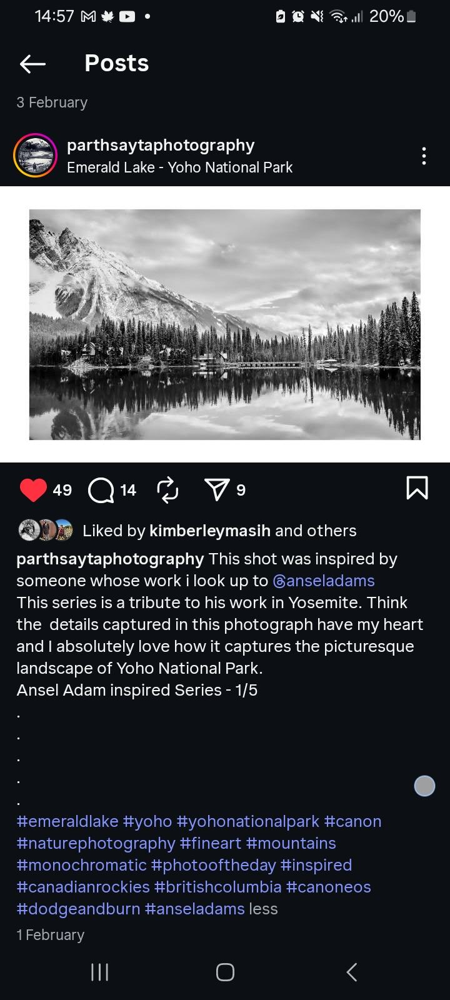 14:57 20%
Posts
3 February
parthsaytaphotography
Emerald Lake - Yoho National Park
49 14 9
Liked by kimberleymasih and others
parthsaytaphotography This shot was inspired by
someone whose work i look up to @anseladams
This series is a tribute to his work in Yosemite. Think
the  details captured in this photograph have my heart
and I absolutely love how it captures the picturesque
landscape of Yoho National Park.
Ansel Adam inspired Series - 1/5
.
.
.
.
.
#emeraldlake #yoho #yohonationalpark #canon
#naturephotography #fineart #mountains
#monochromatic #photooftheday #inspired
#canadianrockies #britishcolumbia #canoneos
#dodgeandburn #anseladams less
1 February